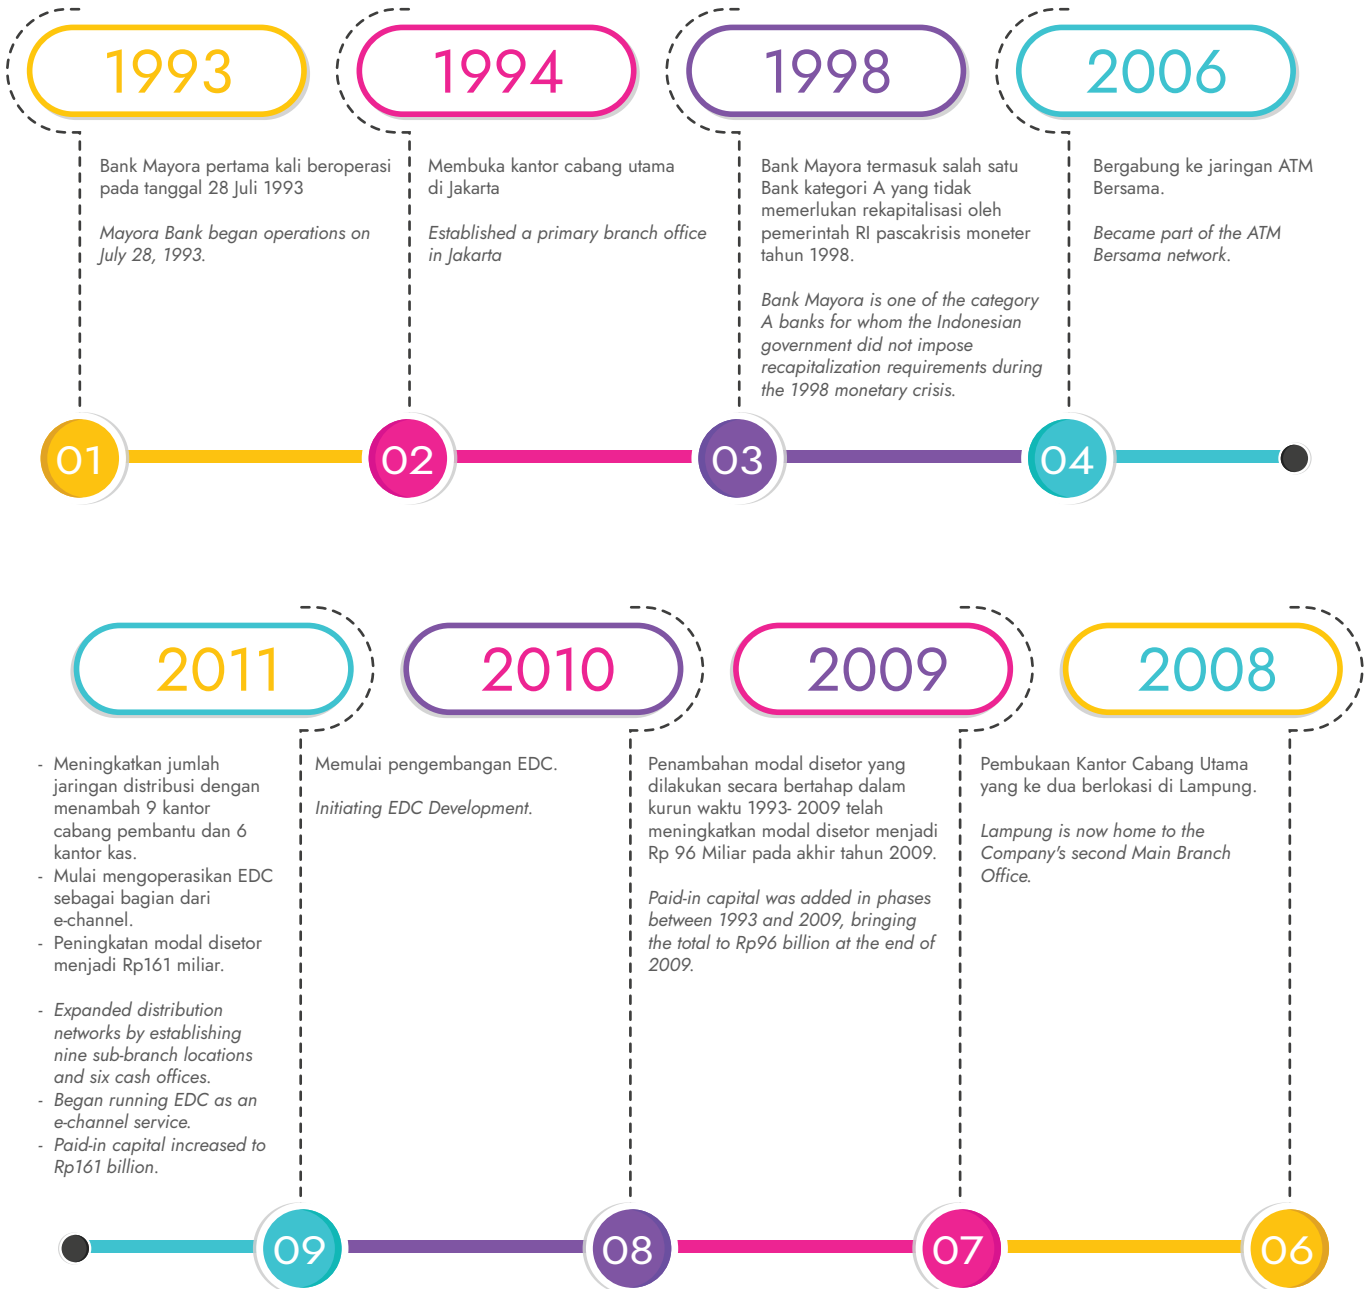 1993
Bank Mayora pertama kali beroperasi
pada tanggal 28 Juli 1993
Mayora Bank began operations on
July 28, 1993.
1994
Membuka kantor cabang utama
di Jakarta
Established a primary branch office
in Jakarta
1998
Bank Mayora termasuk salah satu
Bank kategori A yang tidak
memerlukan rekapitalisasi oleh
pemerintah RI pascakrisis moneter
tahun 1998.
Bank Mayora is one of the category
A banks for whom the Indonesian
government did not impose
recapitalization requirements during
the 1998 monetary crisis.
2006
Bergabung ke jaringan ATM
Bersama.
Became part of the ATM
Bersama network.
01
02
03
04
2011
- Meningkatkan jumlah
jaringan distribusi dengan
menambah 9 kantor
cabang pembantu dan 6
kantor kas.
- Mulai mengoperasikan EDC
sebagai bagian dari
e-channel.
- Peningkatan modal disetor
menjadi Rp161 miliar.
- Expanded distribution
networks by establishing
nine sub-branch locations
and six cash offices.
- Began running EDC as an
e-channel service.
- Paid-in capital increased to
Rp161 billion.
2010
Memulai pengembangan EDC.
Initiating EDC Development.
2009
Penambahan modal disetor yang
dilakukan secara bertahap dalam
kurun waktu 1993- 2009 telah
meningkatkan modal disetor menjadi
Rp 96 Miliar pada akhir tahun 2009.
Paid-in capital was added in phases
between 1993 and 2009, bringing
the total to Rp96 billion at the end of
2009.
2008
Pembukaan Kantor Cabang Utama
yang ke dua berlokasi di Lampung.
Lampung is now home to the
Company's second Main Branch
Office.
09
08
07
06